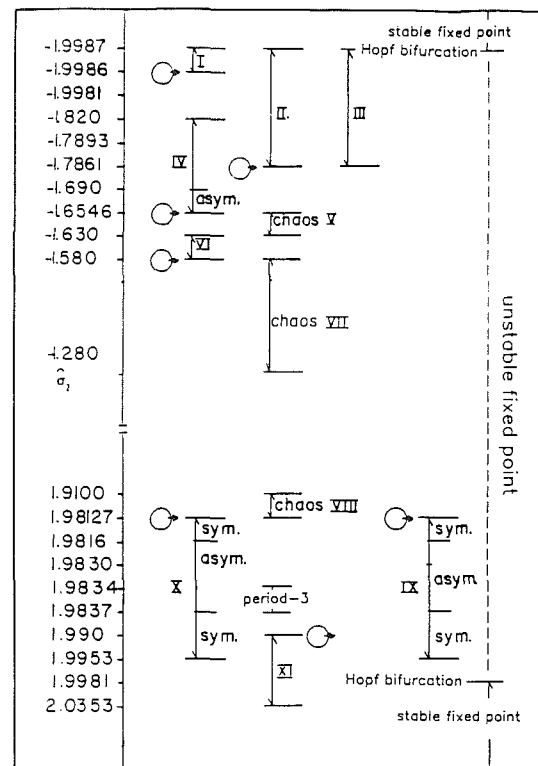 stable fixed point
-1.9987 Hopf bifurcation
I
-1.9986
-1.9981
-1.820 II. III
-1.7893
IV
-1.7861
-1.690
asym.
-1.6546
chaos V
-1.630
VI
-1.580
chaos VII
unstable fixed point
-1.280
σ̂₂
1.9100
chaos VIII
1.98127
sym. sym.
1.9816
asym.
1.9830
asym.
1.9834 X IX
period-3
1.9837
sym. sym.
1.990
1.9953
XI
1.9981 Hopf bifurcation
2.0353 stable fixed point